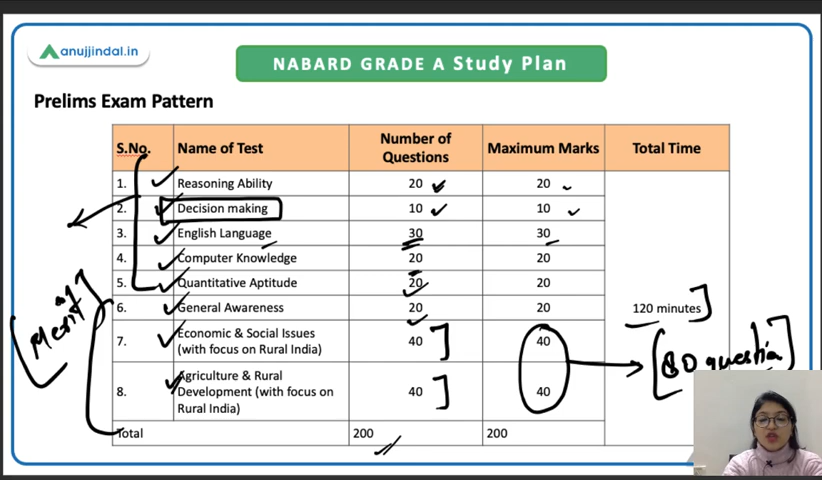 anujjindal.in
NABARD GRADE A Study Plan
Prelims Exam Pattern
S.No. Name of Test Number of Questions Maximum Marks Total Time
1. Reasoning Ability 20 20
2. Decision making 10 10
3. English Language 30 30
4. Computer Knowledge 20 20
5. Quantitative Aptitude 20 20
6. General Awareness 20 20 120 minutes
7. Economic & Social Issues (with focus on Rural India) 40 40
8. Agriculture & Rural Development (with focus on Rural India) 40 40
Total 200 200
Merit
80 question